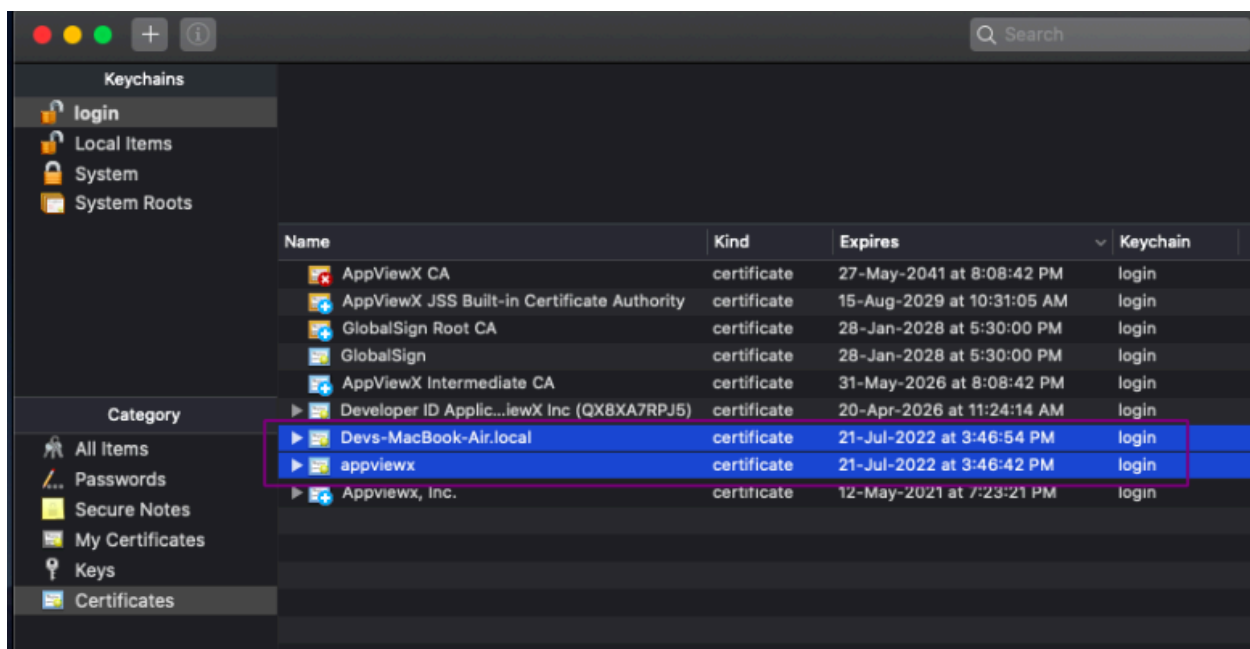 Search
Keychains
login
Local Items
System
System Roots
Name Kind Expires Keychain
AppViewX CA certificate 27-May-2041 at 8:08:42 PM login
AppViewX JSS Built-in Certificate Authority certificate 15-Aug-2029 at 10:31:05 AM login
GlobalSign Root CA certificate 28-Jan-2028 at 5:30:00 PM login
GlobalSign certificate 28-Jan-2028 at 5:30:00 PM login
AppViewX Intermediate CA certificate 31-May-2026 at 8:08:42 PM login
Developer ID Applic...iewX Inc (QX8XA7RPJ5) certificate 20-Apr-2026 at 11:24:14 AM login
Devs-MacBook-Air.local certificate 21-Jul-2022 at 3:46:54 PM login
appviewx certificate 21-Jul-2022 at 3:46:42 PM login
Appviewx, Inc. certificate 12-May-2021 at 7:23:21 PM login
Category
All Items
Passwords
Secure Notes
My Certificates
Keys
Certificates